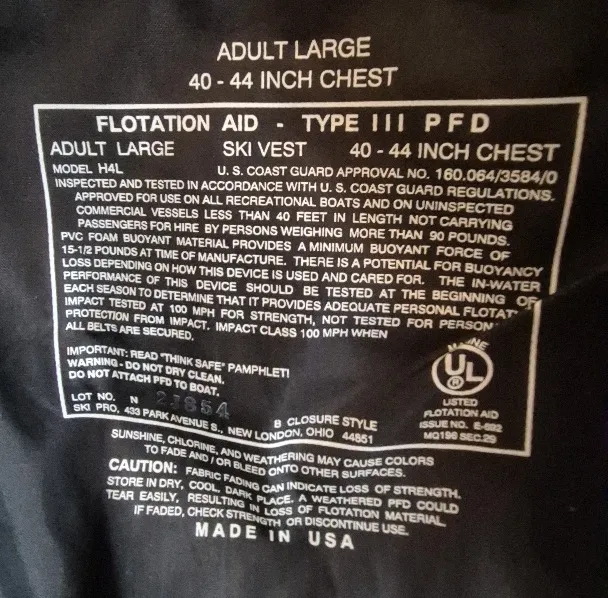 ADULT LARGE
40 - 44 INCH CHEST
FLOTATION AID - TYPE III PFD
ADULT LARGE SKI VEST 40 - 44 INCH CHEST
MODEL H4L U. S. COAST GUARD APPROVAL NO. 160.064/3584/0
INSPECTED AND TESTED IN ACCORDANCE WITH U. S. COAST GUARD REGULATIONS.
APPROVED FOR USE ON ALL RECREATIONAL BOATS AND ON UNINSPECTED
COMMERCIAL VESSELS LESS THAN 40 FEET IN LENGTH NOT CARRYING
PASSENGERS FOR HIRE BY PERSONS WEIGHING MORE THAN 90 POUNDS.
PVC FOAM BUOYANT MATERIAL PROVIDES A MINIMUM BUOYANT FORCE OF
15-1/2 POUNDS AT TIME OF MANUFACTURE. THERE IS A POTENTIAL FOR BUOYANCY
LOSS DEPENDING ON HOW THIS DEVICE IS USED AND CARED FOR. THE IN-WATER
PERFORMANCE OF THIS DEVICE SHOULD BE TESTED AT THE BEGINNING OF
EACH SEASON TO DETERMINE THAT IT PROVIDES ADEQUATE PERSONAL FLOTAT
IMPACT TESTED AT 100 MPH FOR STRENGTH, NOT TESTED FOR PERSON
PROTECTION FROM IMPACT. IMPACT CLASS 100 MPH WHEN
ALL BELTS ARE SECURED.
IMPORTANT: READ "THINK SAFE" PAMPHLET!
WARNING - DO NOT DRY CLEAN.
DO NOT ATTACH PFD TO BOAT.
LOT NO. N
SKI PRO, 433 PARK AVENUE S., NEW LONDON, OHIO 44851
B CLOSURE STYLE
UL
®
LISTED
FLOTATION AID
ISSUE NO. E-692
MQ196 SEC.29
SUNSHINE, CHLORINE, AND WEATHERING MAY CAUSE COLORS
TO FADE AND / OR BLEED ONTO OTHER SURFACES.
CAUTION: FABRIC FADING CAN INDICATE LOSS OF STRENGTH.
STORE IN DRY, COOL, DARK PLACE. A WEATHERED PFD COULD
TEAR EASILY, RESULTING IN LOSS OF FLOTATION MATERIAL
IF FADED, CHECK STRENGTH OR DISCONTINUE USE.
MADE IN USA